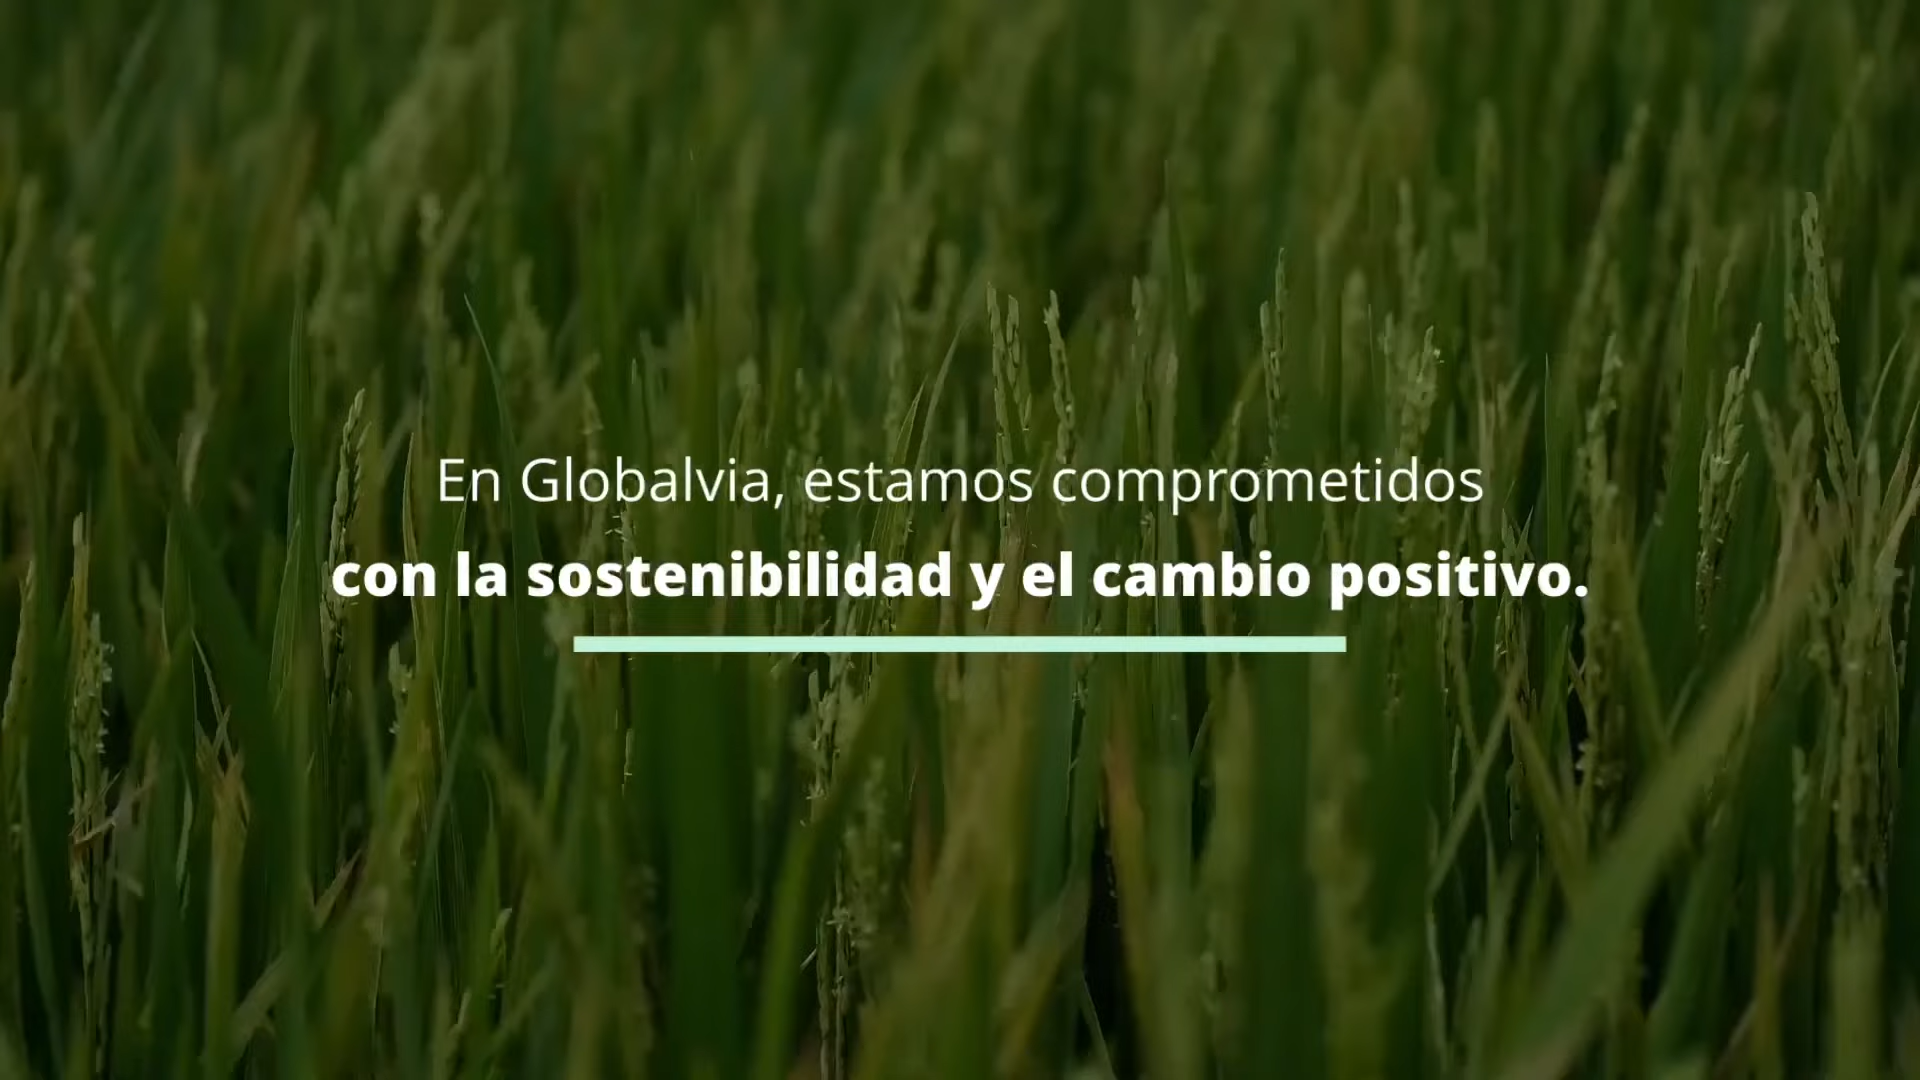 En Globalvia, estamos comprometidos
con la sostenibilidad y el cambio positivo.